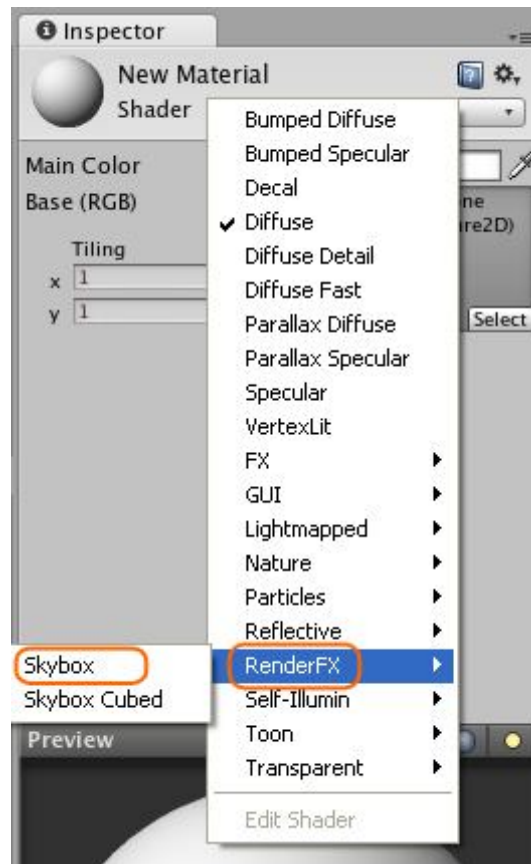 Inspector
New Material
Shader
Bumped Diffuse
Bumped Specular
Main Color
Decal
Base (RGB)
Diffuse
Tiling
Diffuse Detail
x 1
Diffuse Fast
y 1
Parallax Diffuse
Select
Parallax Specular
Specular
VertexLit
FX
GUI
Lightmapped
Nature
Particles
Reflective
Skybox
RenderFX
Skybox Cubed
Self-Illumin
Preview
Toon
Transparent
Edit Shader